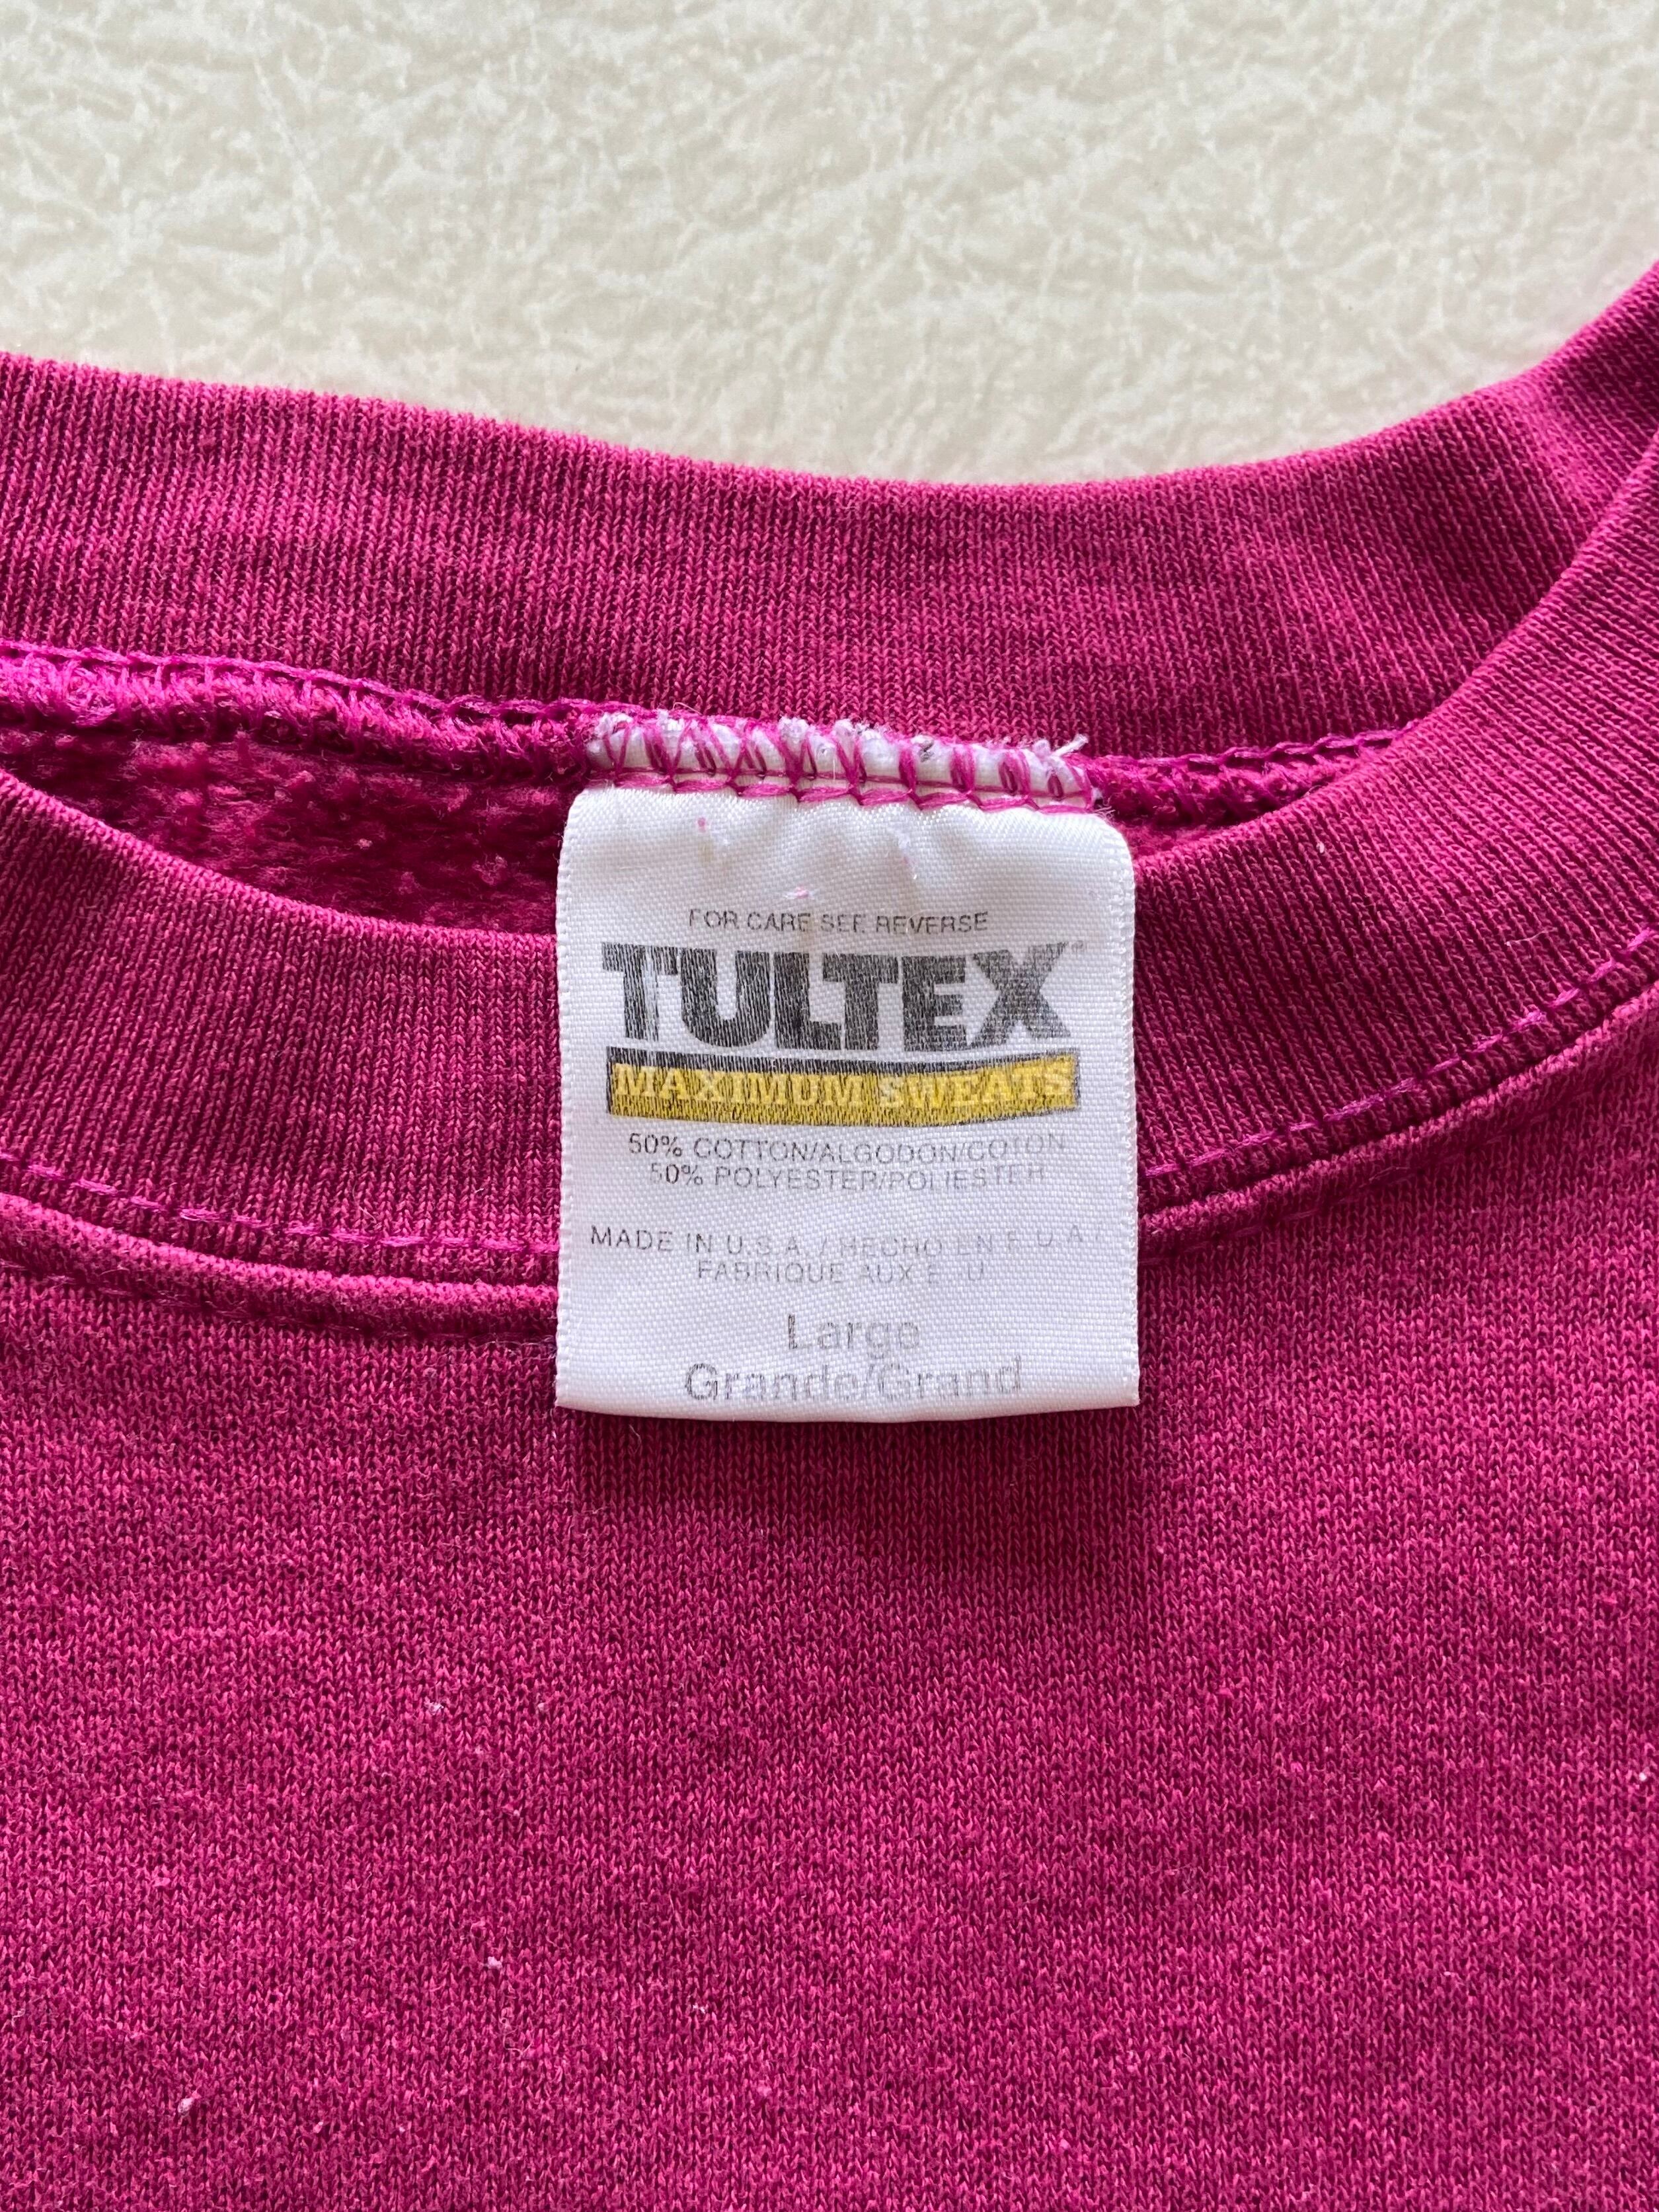 FOR CARE SEE REVERSE
TULTEX™
MAXIMUM SWEATS
50% COTTON/ALGODON/COTON
50% POLYESTER/POLIESTER
MADE IN U.S.A. / HECHO EN E.U.A.
FABRIQUE AUX E. U.
Large
Grande/Grand